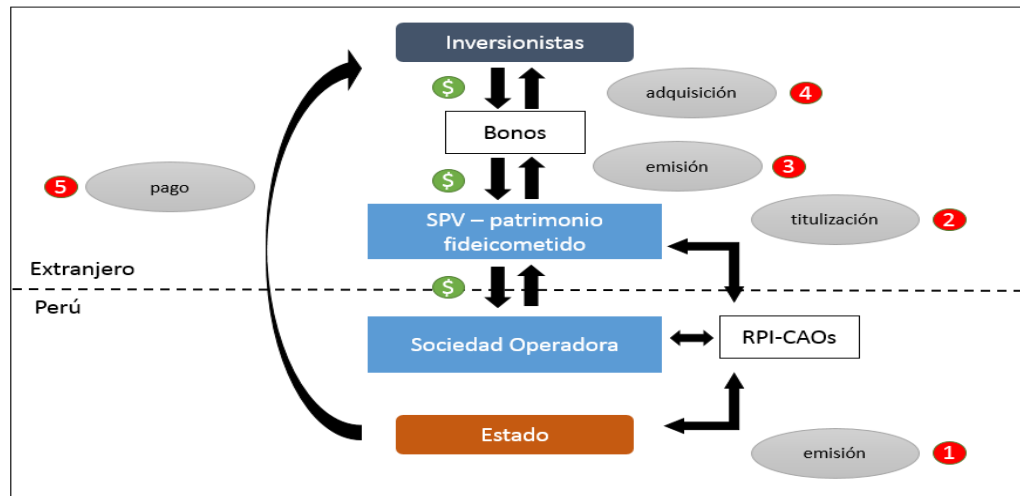 Inversionistas
$
adquisición
4
Bonos
$
emisión
3
5
pago
SPV – patrimonio
fideicometido
titulización
2
Extranjero
$
Perú
Sociedad Operadora
RPI-CAOs
Estado
emisión
1